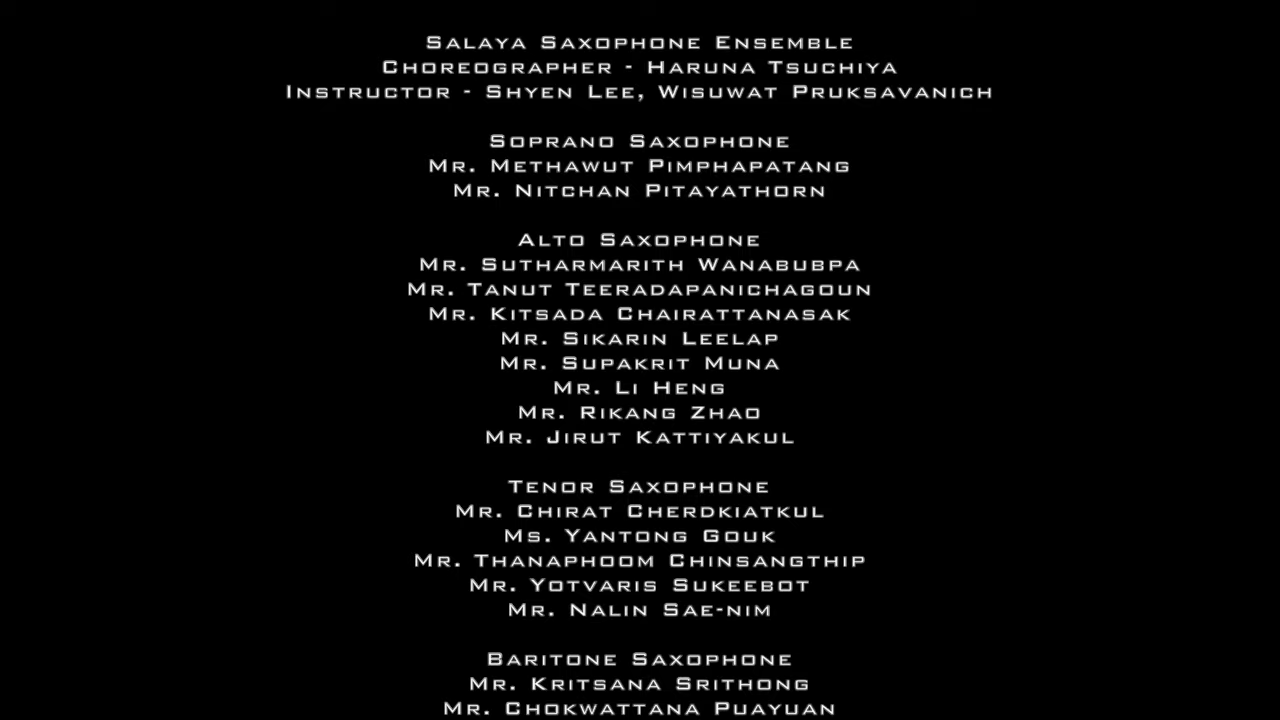 Salaya Saxophone Ensemble
Choreographer - Haruna Tsuchiya
Instructor - Shyen Lee, Wisuwat Pruksavanich
Soprano Saxophone
Mr. Methawut Pimphapatang
Mr. Nitchan Pitayathorn
Alto Saxophone
Mr. Sutharmarith Wanabubpa
Mr. Tanut Teeradapanichagoun
Mr. Kitsada Chairattanasak
Mr. Sikarin Leelap
Mr. Supakrit Muna
Mr. Li Heng
Mr. Rikang Zhao
Mr. Jirut Kattiyakul
Tenor Saxophone
Mr. Chirat Cherdkiatkul
Ms. Yantong Gouk
Mr. Thanaphoom Chinsangthip
Mr. Yotvaris Sukeebot
Mr. Nalin Sae-nim
Baritone Saxophone
Mr. Kritsana Srithong
Mr. Chokwattana Puayuan